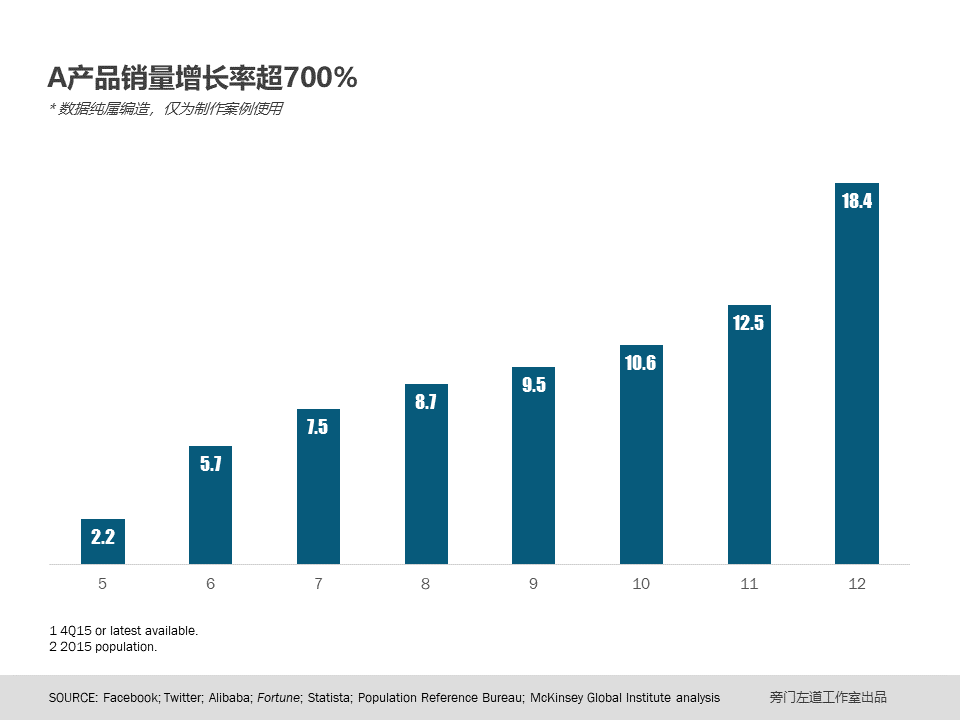 A产品销量增长率超700%
* 数据纯属编造，仅为制作案例使用
18.4
12.5
10.6
9.5
8.7
7.5
5.7
2.2
5 6 7 8 9 10 11 12
1 4Q15 or latest available.
2 2015 population.
SOURCE: Facebook; Twitter; Alibaba; Fortune; Statista; Population Reference Bureau; McKinsey Global Institute analysis 旁门左道工作室出品